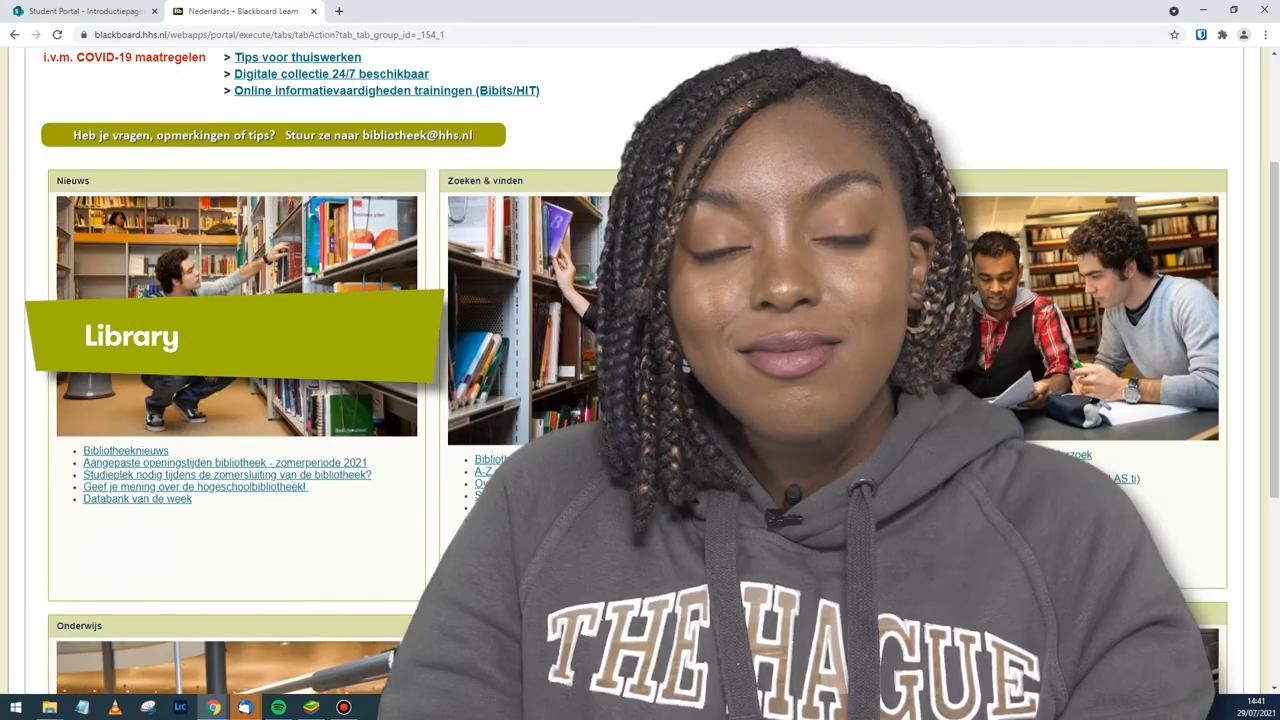 Student Portal - Introductiepagin
Nederlands – Blackboard Learn
blackboard.hhs.nl/webapps/portal/execute/tabs/tabAction?tab_tab_group_id=_154_1
i.v.m. COVID-19 maatregelen
> Tips voor thuiswerken
> Digitale collectie 24/7 beschikbaar
> Online informatievaardigheden trainingen (Bibits/HIT)
Heb je vragen, opmerkingen of tips? Stuur ze naar bibliotheek@hhs.nl
Nieuws
Zoeken & vinden
Library
Bibliotheeknieuws
Aangepaste openingstijden bibliotheek - zomerperiode 2021
Studieplek nodig tijdens de zomersluiting van de bibliotheek?
Geef je mening over de hogeschoolbibliotheek!
Databank van de week
A-Z
Onderwijs
THE HAGUE
Lrc
14:41
29/07/2021